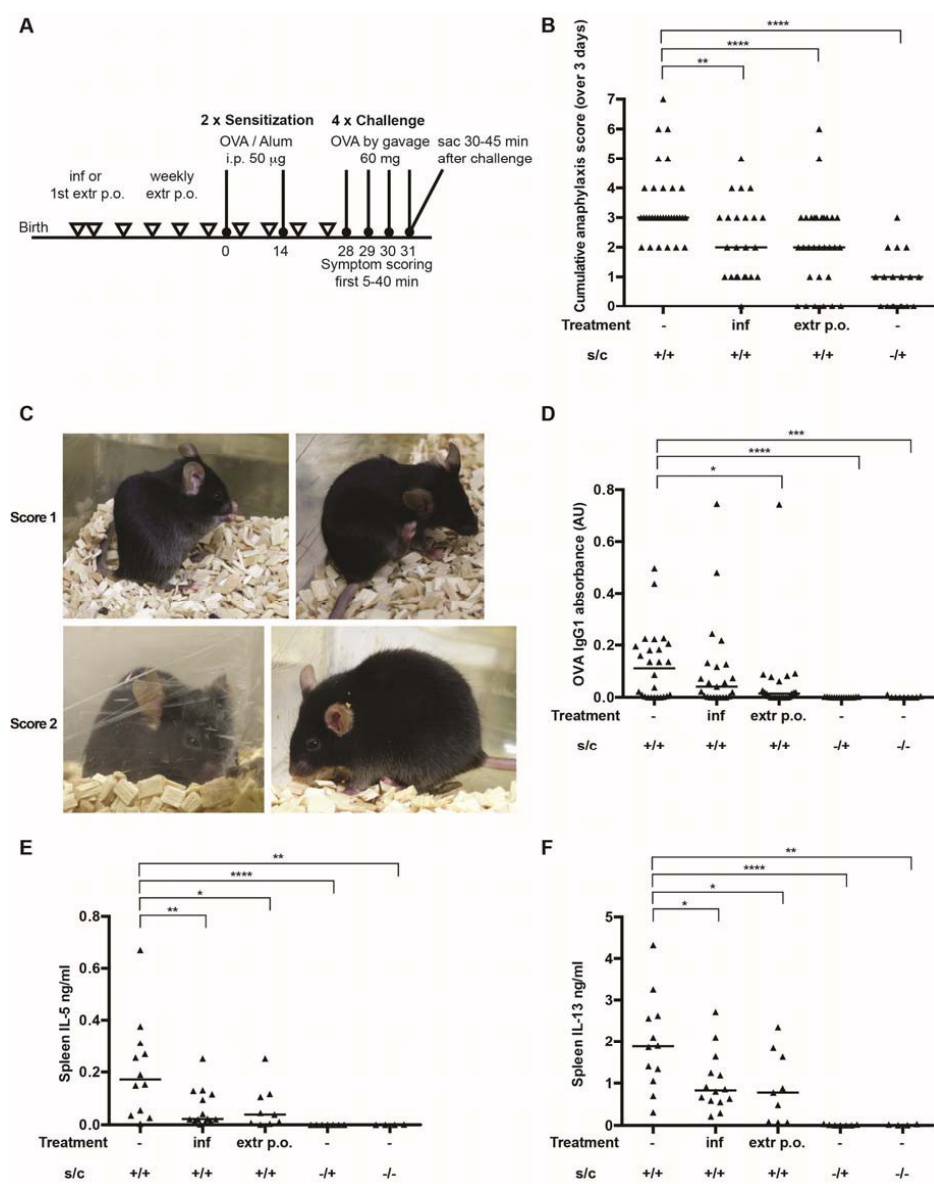 A
2 x Sensitization
OVA / Alum
i.p. 50 µg
4 x Challenge
OVA by gavage
60 mg
sac 30-45 min
after challenge
inf or
1st extr p.o.
weekly
extr p.o.
Birth
0 14 28 29 30 31
Symptom scoring
first 5-40 min
B
Cumulative anaphylaxis score (over 3 days)
****
****
**
7
6
5
4
3
2
1
0
Treatment - inf extr p.o. -
s/c +/+ +/+ +/+ -/+
C
Score 1
Score 2
D
OVA IgG1 absorbance (AU)
***
****
*
0.8
0.6
0.4
0.2
0.0
Treatment - inf extr p.o. - -
s/c +/+ +/+ +/+ -/+ -/-
E
Spleen IL-5 ng/ml
**
****
*
**
0.8
0.6
0.4
0.2
0.0
Treatment - inf extr p.o. - -
s/c +/+ +/+ +/+ -/+ -/-
F
Spleen IL-13 ng/ml
**
****
*
*
5
4
3
2
1
0
Treatment - inf extr p.o. - -
s/c +/+ +/+ +/+ -/+ -/-